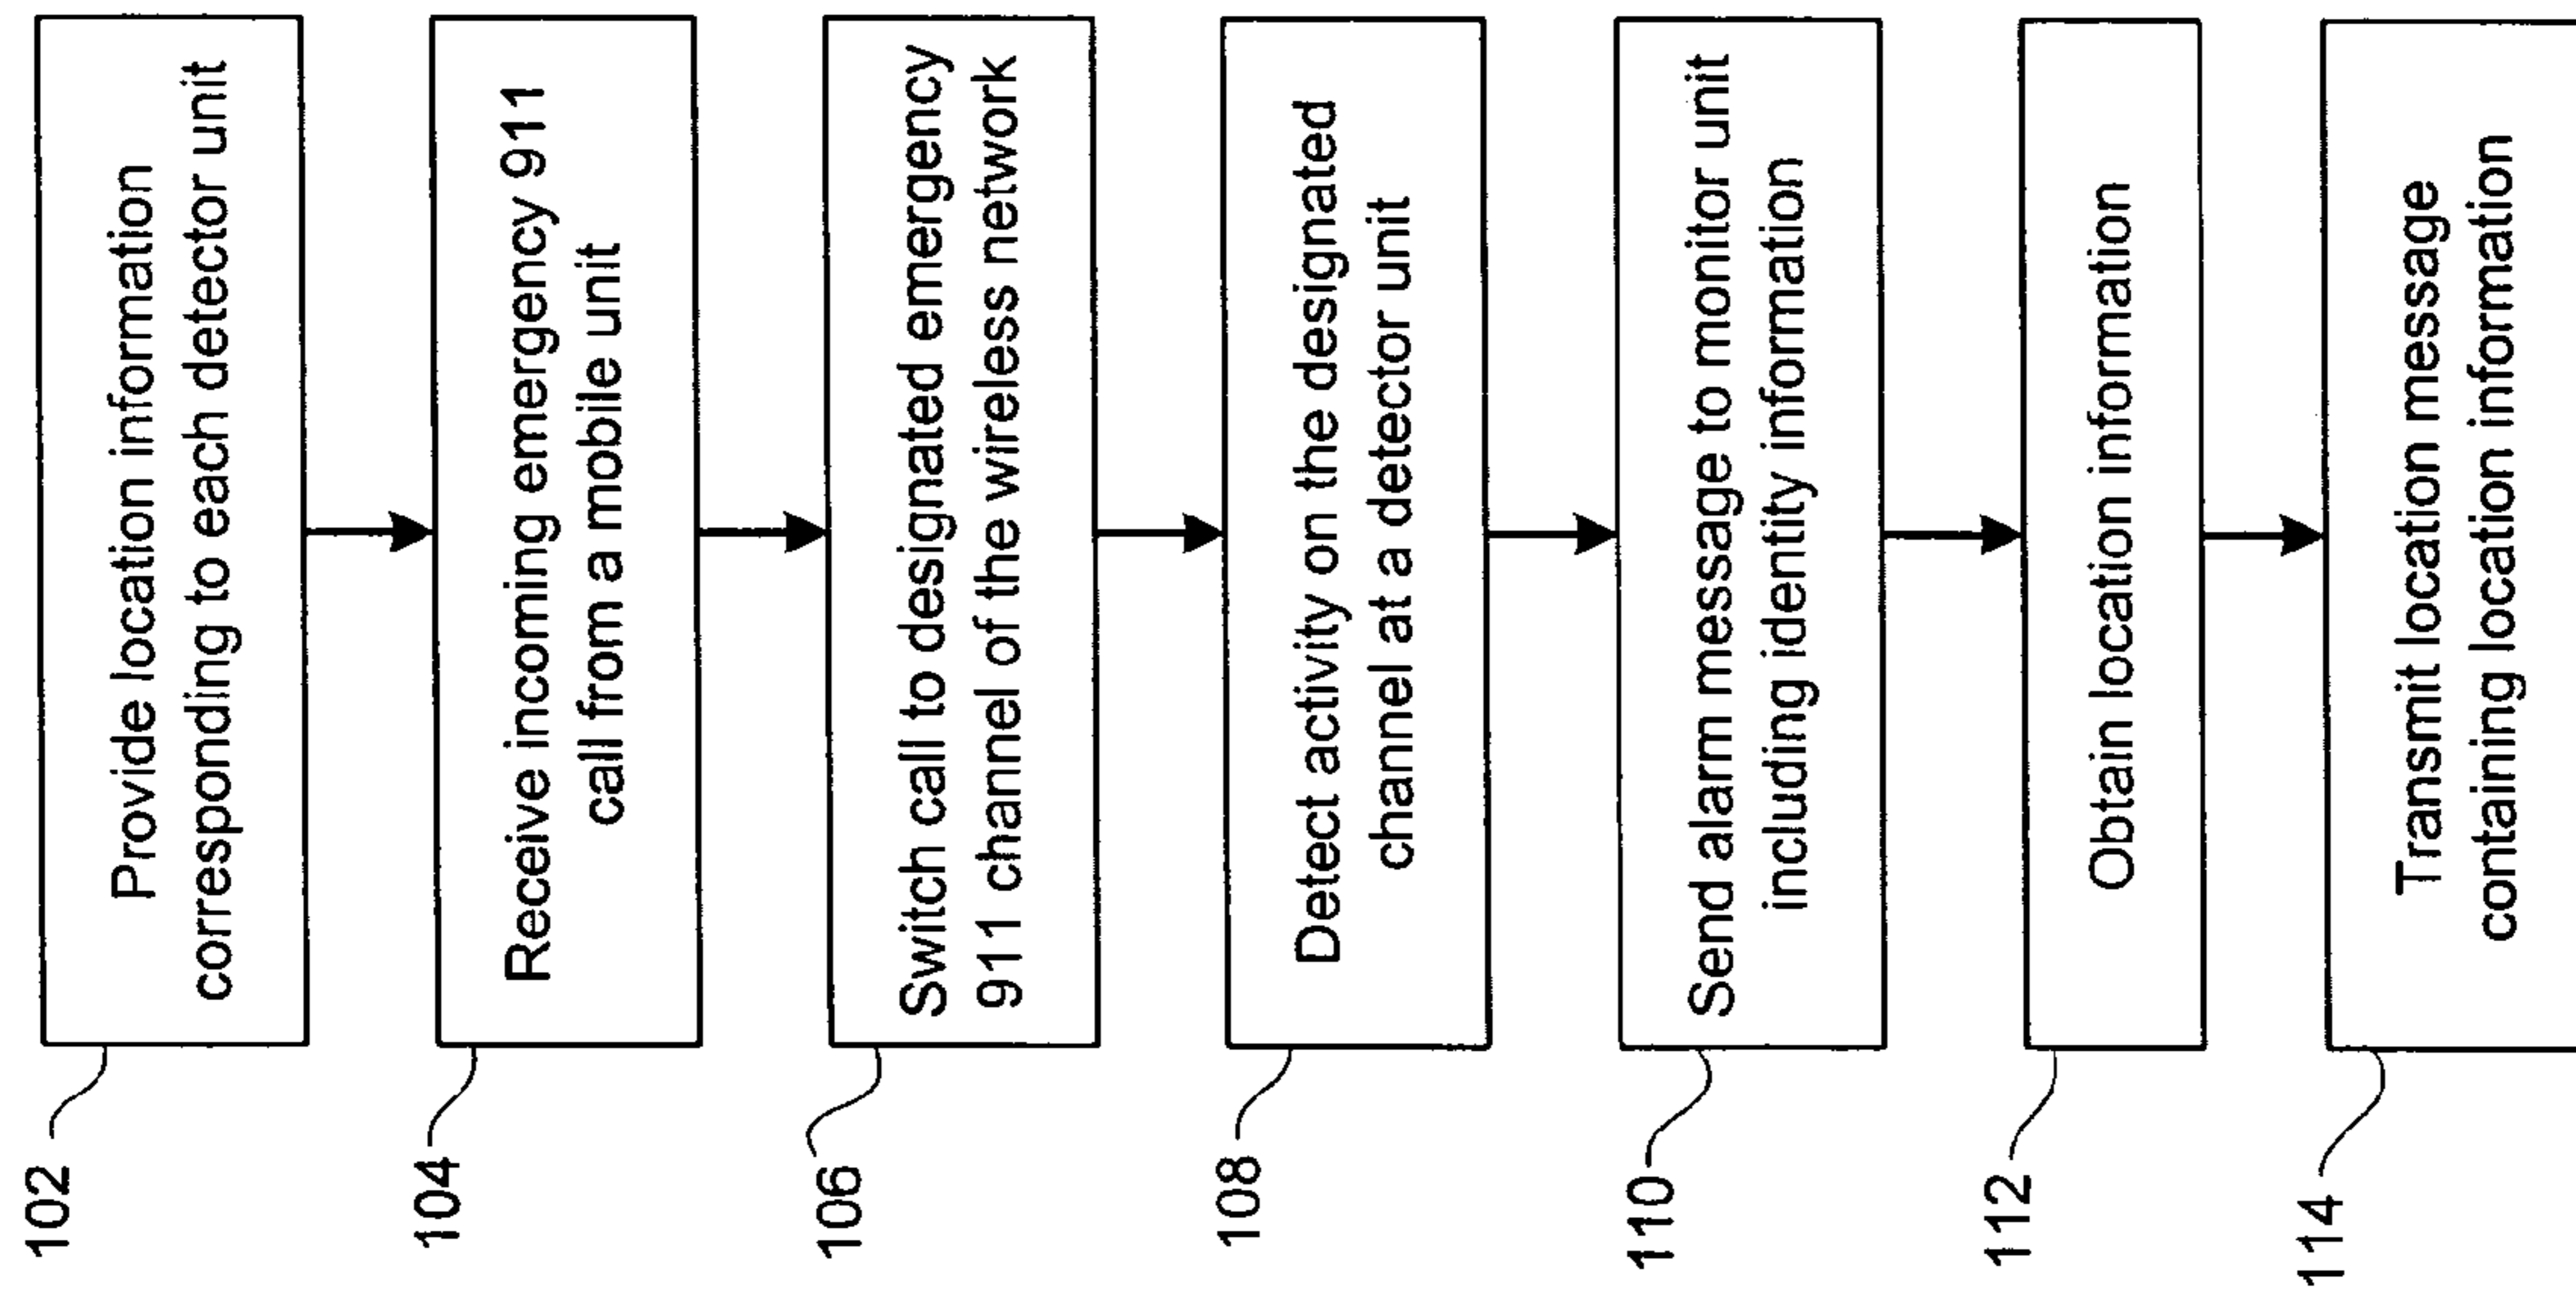 102
Provide location information
corresponding to each detector unit
104
Receive incoming emergency 911
call from a mobile unit
106
Switch call to designated emergency
911 channel of the wireless network
108
Detect activity on the designated
channel at a detector unit
110
Send alarm message to monitor unit
including identity information
112
Obtain location information
114
Transmit location message
containing location information